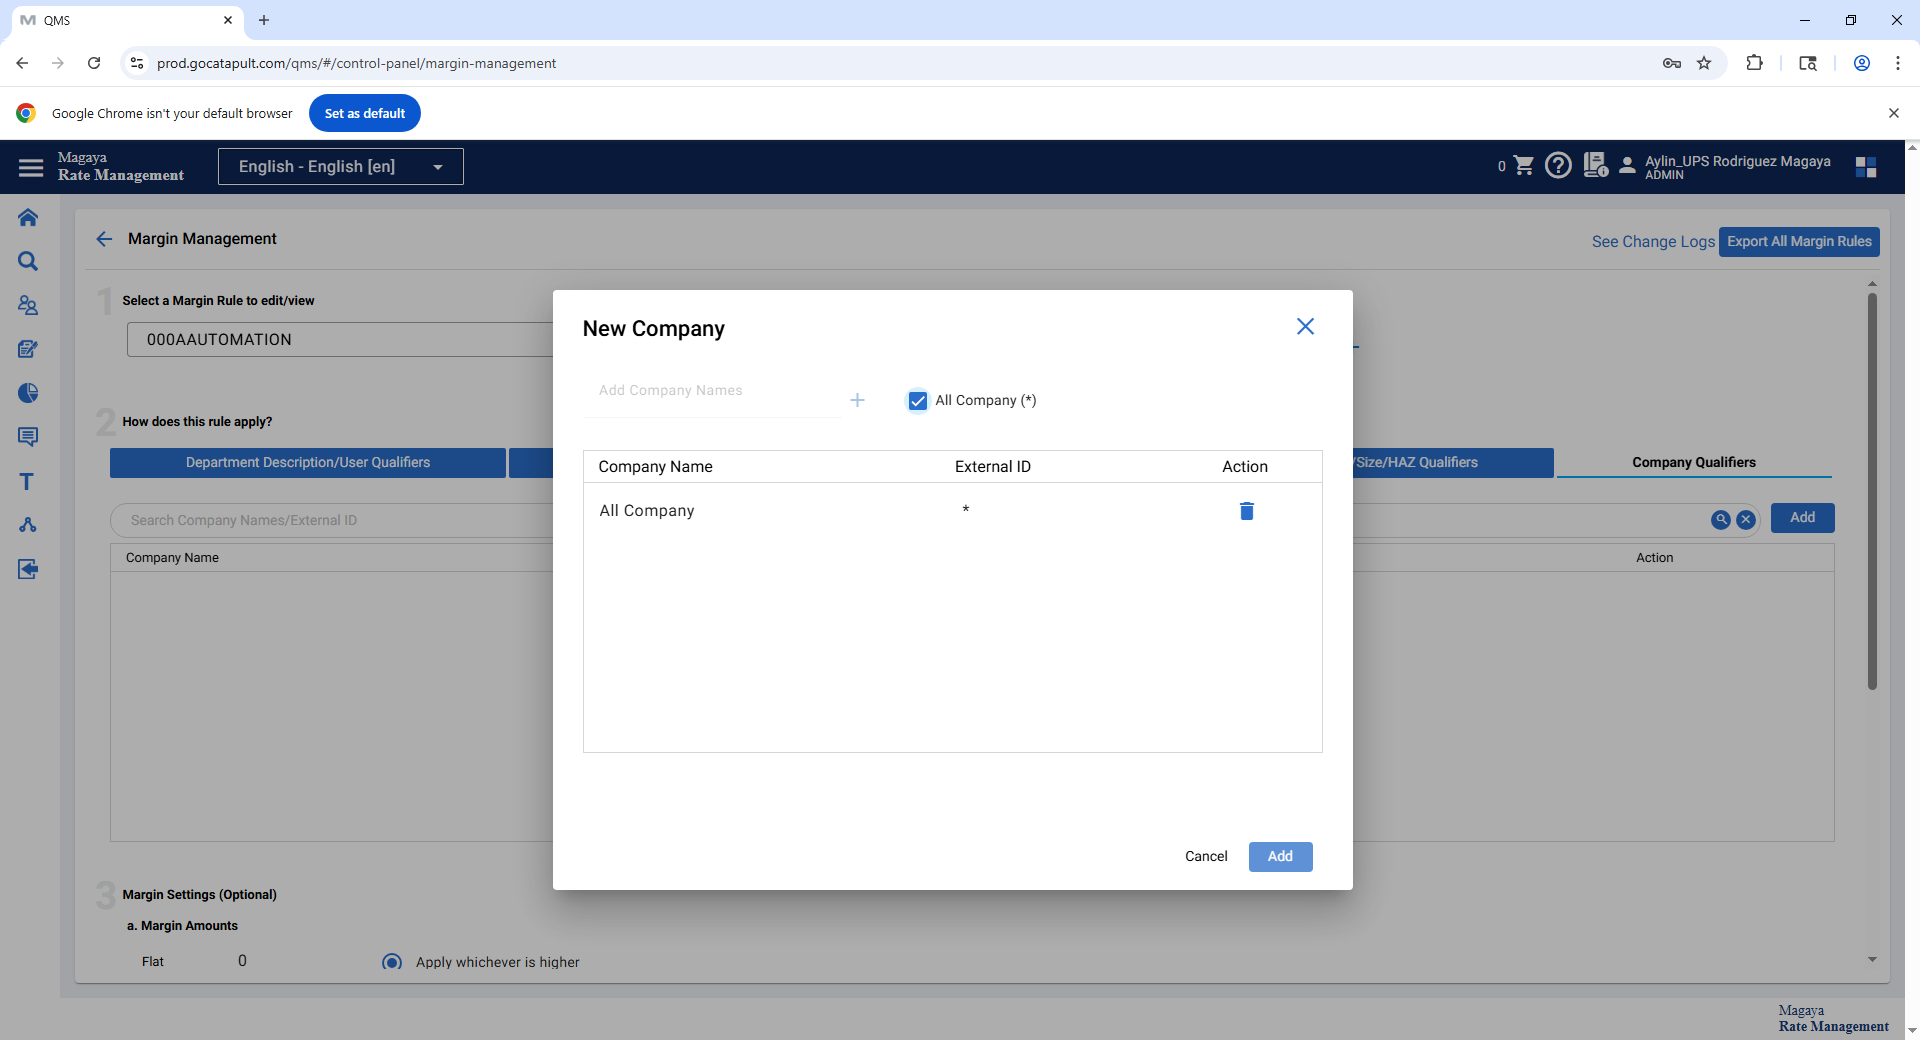 QMS
prod.gocatapult.com/qms/#/control-panel/margin-management
Google Chrome isn't your default browser
Set as default
Magaya
Rate Management
English - English [en]
0
Aylin_UPS Rodriguez Magaya
ADMIN
Margin Management
See Change Logs
Export All Margin Rules
1
Select a Margin Rule to edit/view
000AAUTOMATION
2
How does this rule apply?
Department Description/User Qualifiers
/Size/HAZ Qualifiers
Company Qualifiers
Search Company Names/External ID
Add
Company Name
Action
New Company
Add Company Names
All Company (*)
Company Name
External ID
Action
All Company
*
Cancel
Add
3
Margin Settings (Optional)
a. Margin Amounts
Flat
0
Apply whichever is higher
Magaya
Rate Management